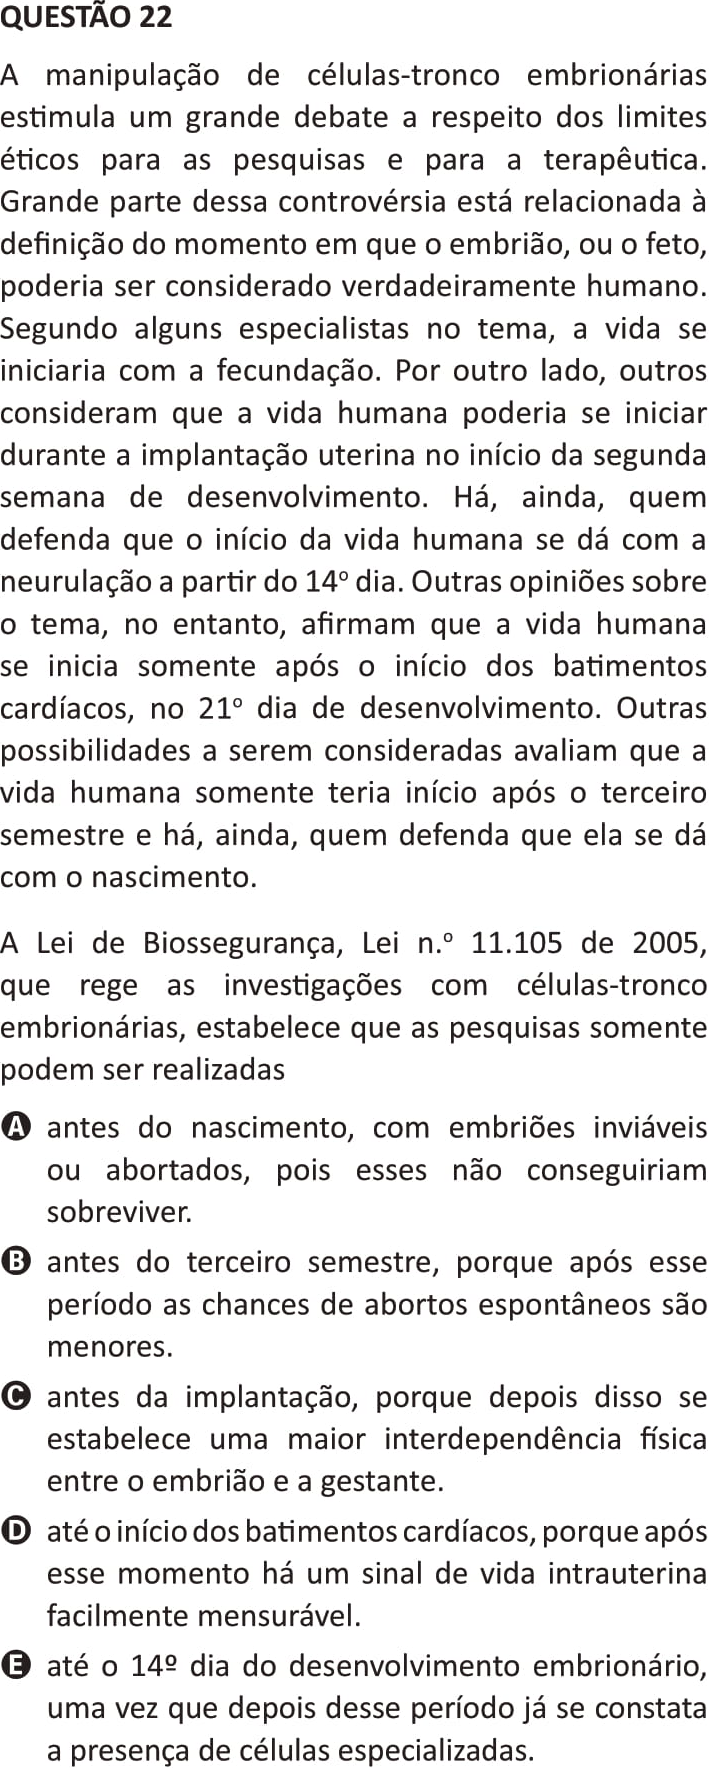 QUESTÃO 22
A manipulação de células-tronco embrionárias
estimula um grande debate a respeito dos limites
éticos para as pesquisas e para a terapêutica.
Grande parte dessa controvérsia está relacionada à
definição do momento em que o embrião, ou o feto,
poderia ser considerado verdadeiramente humano.
Segundo alguns especialistas no tema, a vida se
iniciaria com a fecundação. Por outro lado, outros
consideram que a vida humana poderia se iniciar
durante a implantação uterina no início da segunda
semana de desenvolvimento. Há, ainda, quem
defenda que o início da vida humana se dá com a
neurulação a partir do 14º dia. Outras opiniões sobre
o tema, no entanto, afirmam que a vida humana
se inicia somente após o início dos batimentos
cardíacos, no 21º dia de desenvolvimento. Outras
possibilidades a serem consideradas avaliam que a
vida humana somente teria início após o terceiro
semestre e há, ainda, quem defenda que ela se dá
com o nascimento.
A Lei de Biossegurança, Lei n.º 11.105 de 2005,
que rege as investigações com células-tronco
embrionárias, estabelece que as pesquisas somente
podem ser realizadas
A antes do nascimento, com embriões inviáveis
ou abortados, pois esses não conseguiriam
sobreviver.
B antes do terceiro semestre, porque após esse
período as chances de abortos espontâneos são
menores.
C antes da implantação, porque depois disso se
estabelece uma maior interdependência física
entre o embrião e a gestante.
D até o início dos batimentos cardíacos, porque após
esse momento há um sinal de vida intrauterina
facilmente mensurável.
E até o 14º dia do desenvolvimento embrionário,
uma vez que depois desse período já se constata
a presença de células especializadas.